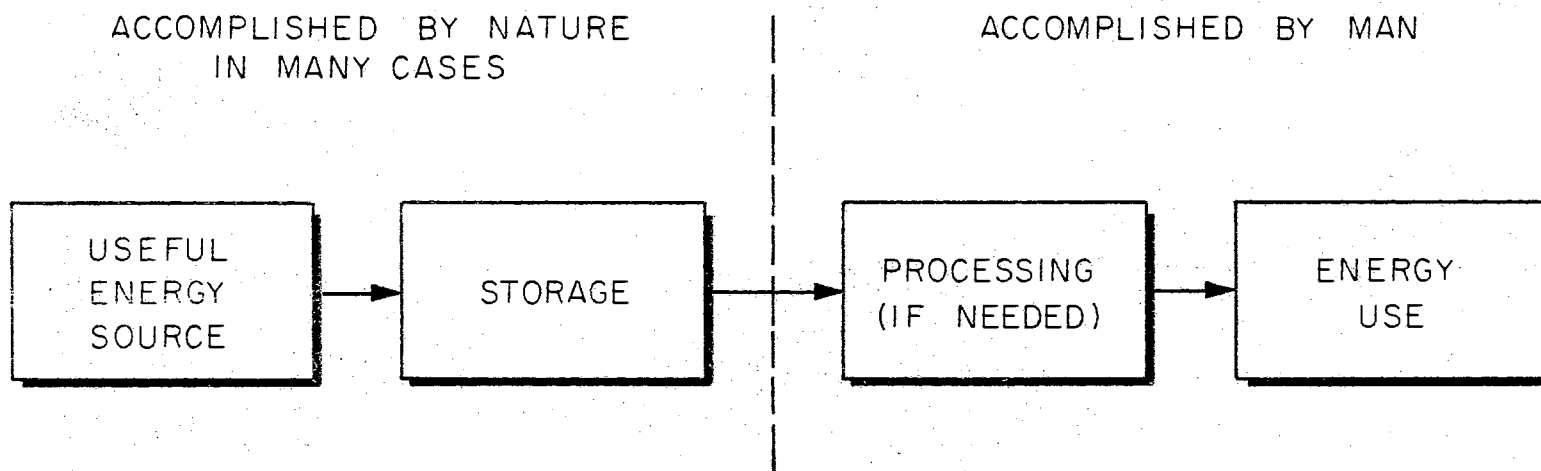 ACCOMPLISHED BY NATURE
IN MANY CASES
ACCOMPLISHED BY MAN
USEFUL
ENERGY
SOURCE
STORAGE
PROCESSING
(IF NEEDED)
ENERGY
USE